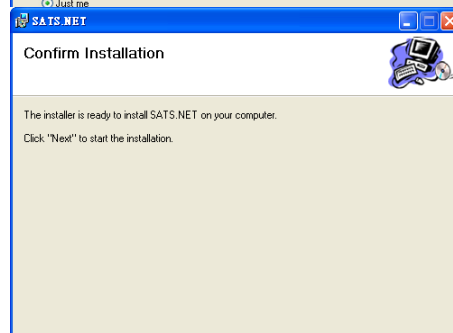 Just me
SATS.NET
Confirm Installation
The installer is ready to install SATS.NET on your computer.
Click "Next" to start the installation.